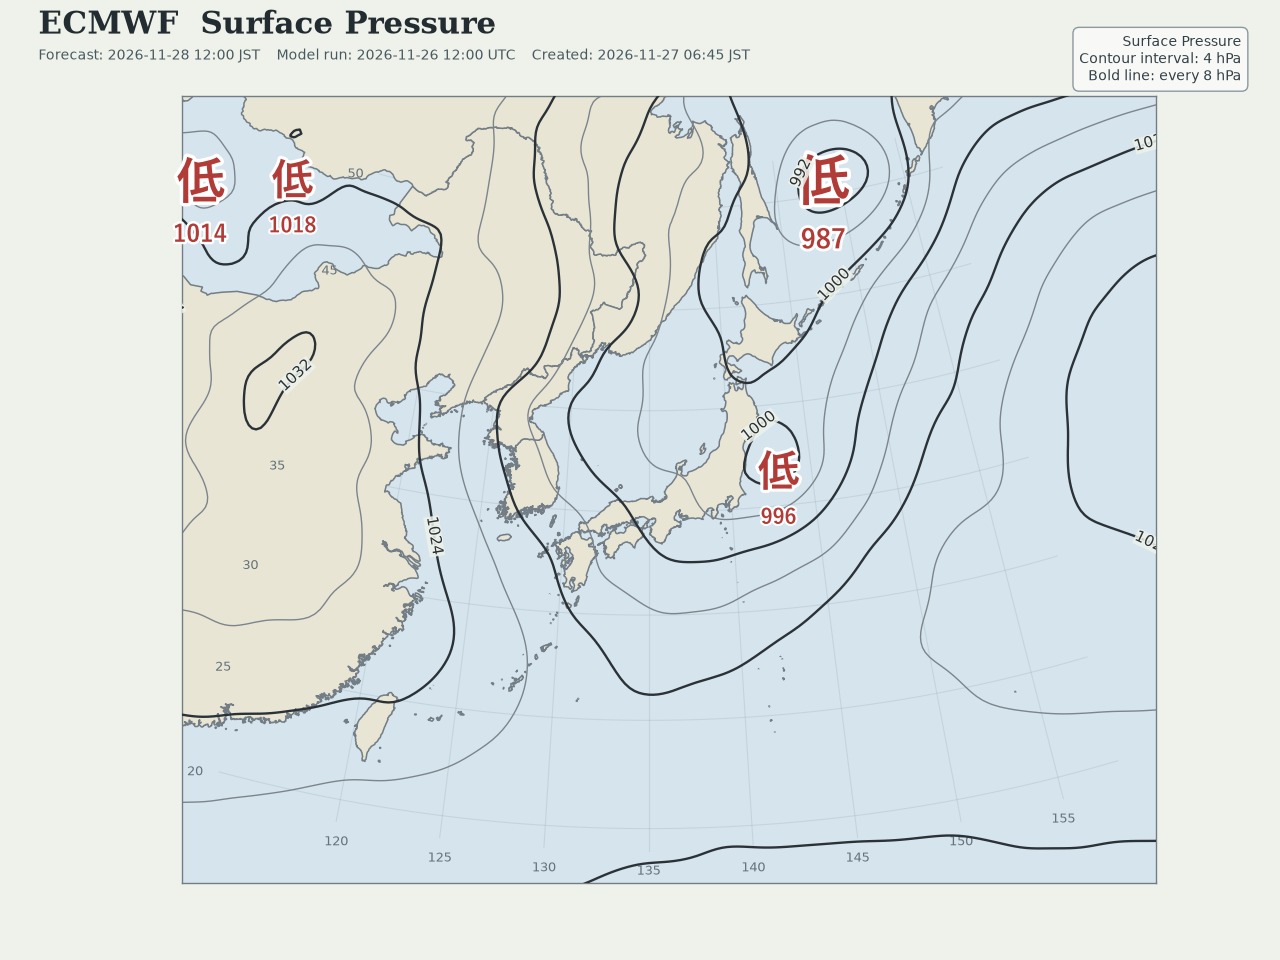 ECMWF  Surface Pressure
Forecast: 2026-11-28 12:00 JST    Model run: 2026-11-26 12:00 UTC    Created: 2026-11-27 06:45 JST
Surface Pressure
Contour interval: 4 hPa
Bold line: every 8 hPa
992
50
低
1014
低
1018
低
987
45
1000
1032
1000
35
低
996
1024
30
25
20
120
125
130
135
140
145
150
155